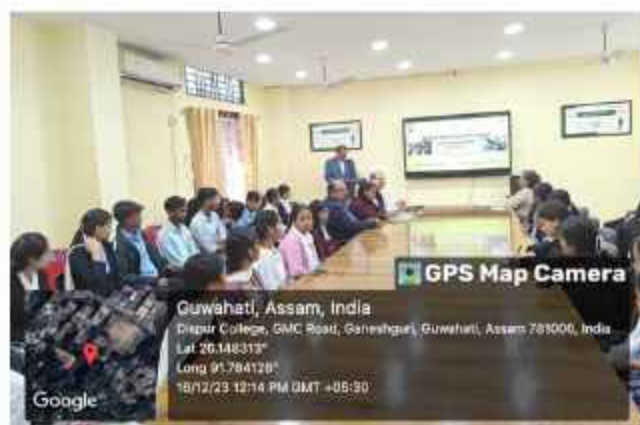 GPS Map Camera
Guwahati, Assam, India
Dispur College, GMC Road, Ganeshguri, Guwahati, Assam 781006, India
Lat 26.148313°
Long 91.784128°
16/12/23 12:14 PM GMT +05:30
Google